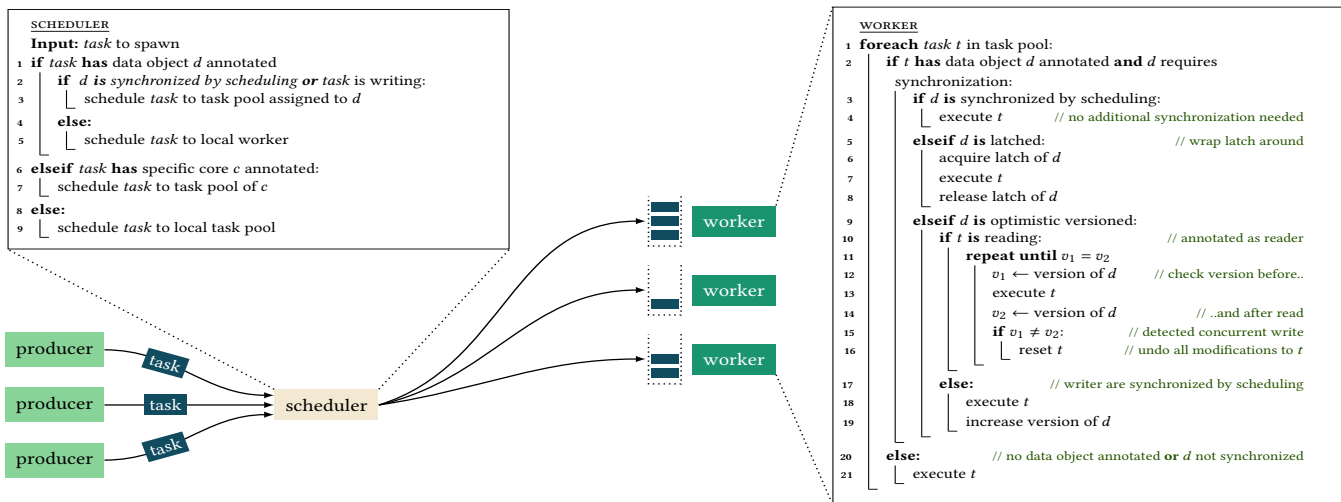 SCHEDULER
Input: task to spawn
1 if task has data object d annotated
2 if d is synchronized by scheduling or task is writing:
3 schedule task to task pool assigned to d
4 else:
5 schedule task to local worker
6 elseif task has specific core c annotated:
7 schedule task to task pool of c
8 else:
9 schedule task to local task pool
producer
producer
producer
task
task
task
scheduler
worker
worker
worker
WORKER
1 foreach task t in task pool:
2 if t has data object d annotated and d requires
synchronization:
3 if d is synchronized by scheduling:
4 execute t // no additional synchronization needed
5 elseif d is latched: // wrap latch around
6 acquire latch of d
7 execute t
8 release latch of d
9 elseif d is optimistic versioned:
10 if t is reading: // annotated as reader
11 repeat until v₁ = v₂
12 v₁ ← version of d // check version before..
13 execute t
14 v₂ ← version of d // ..and after read
15 if v₁ ≠ v₂: // detected concurrent write
16 reset t // undo all modifications to t
17 else: // writer are synchronized by scheduling
18 execute t
19 increase version of d
20 else: // no data object annotated or d not synchronized
21 execute t